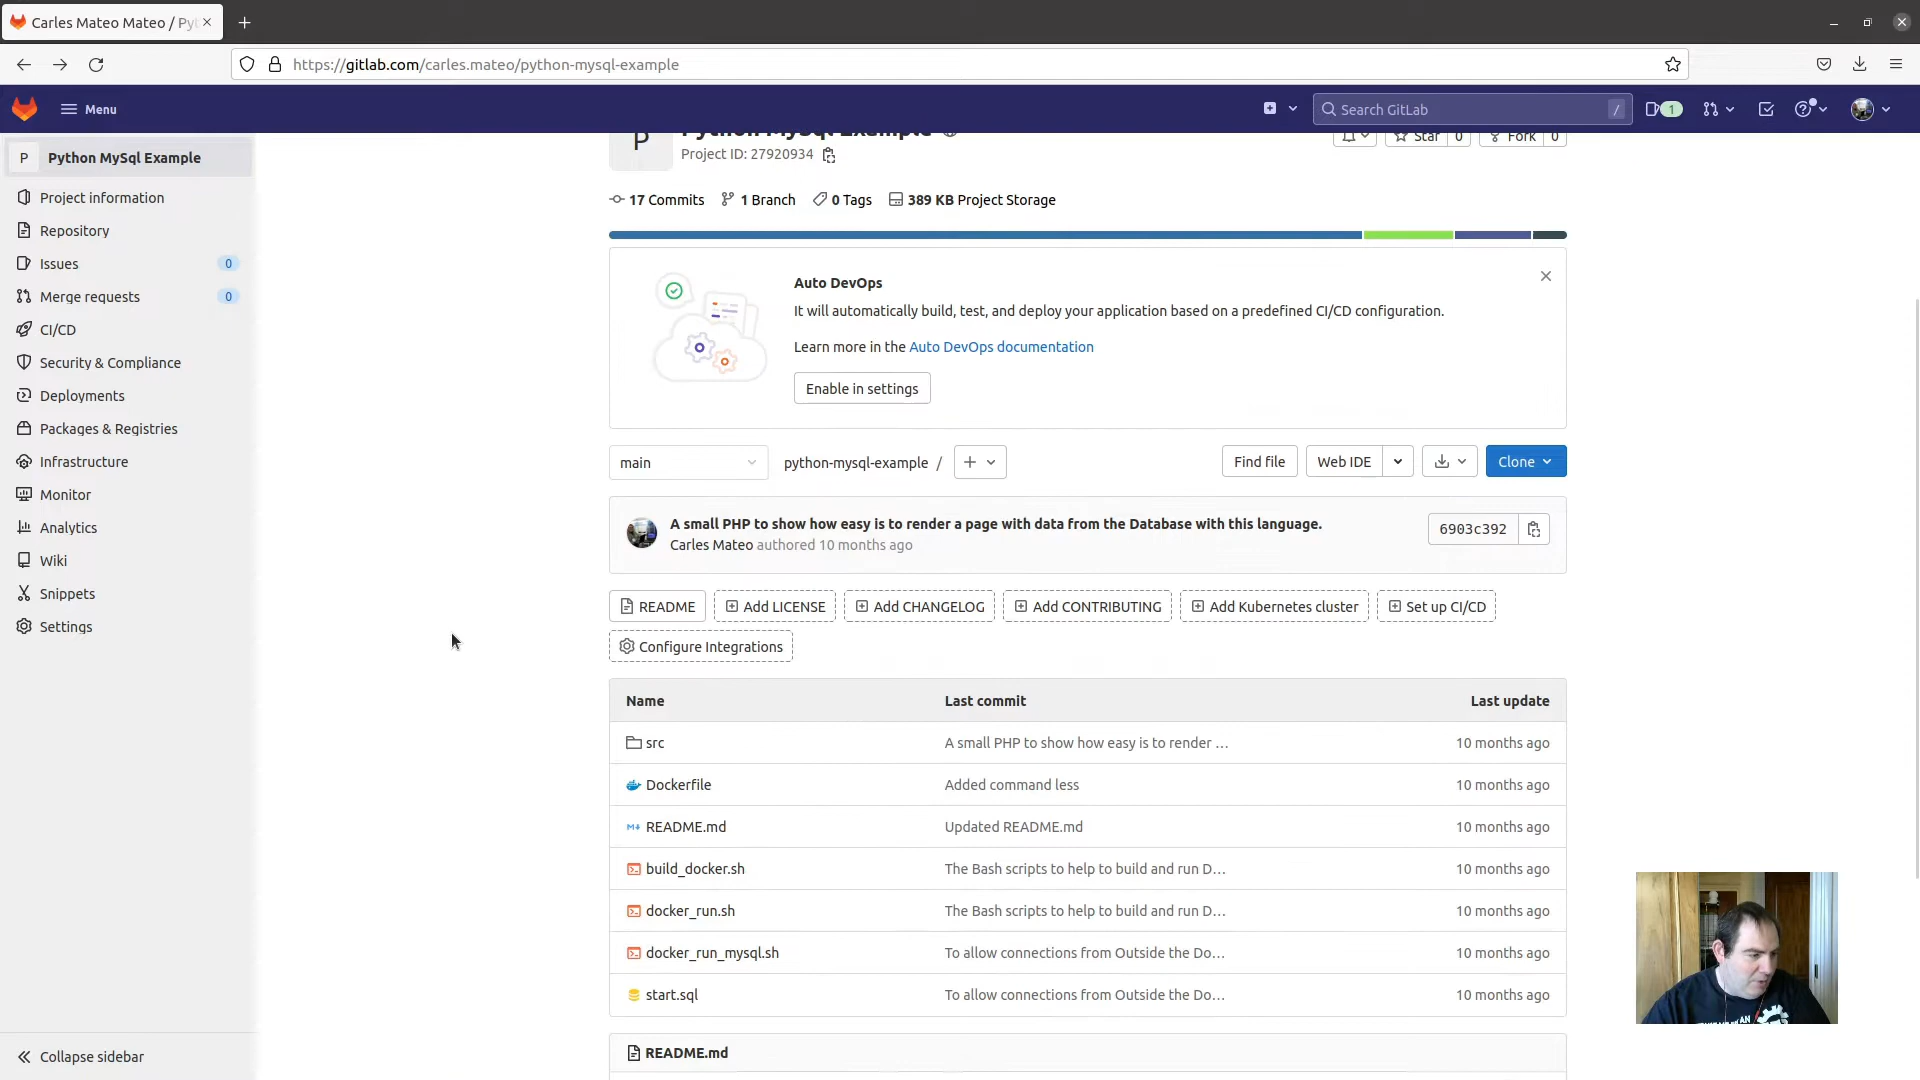 Carles Mateo Mateo / Pyt
https://gitlab.com/carles.mateo/python-mysql-example
Menu
Search GitLab
/
1
P
Python MySql Example
Project information
Repository
Issues
0
Merge requests
0
CI/CD
Security & Compliance
Deployments
Packages & Registries
Infrastructure
Monitor
Analytics
Wiki
Snippets
Settings
Collapse sidebar
P
Python MySql Example
Star
0
Fork
0
Project ID: 27920934
17 Commits
1 Branch
0 Tags
389 KB Project Storage
Auto DevOps
It will automatically build, test, and deploy your application based on a predefined CI/CD configuration.
Learn more in the Auto DevOps documentation
Enable in settings
main
python-mysql-example /
Find file
Web IDE
Clone
A small PHP to show how easy is to render a page with data from the Database with this language.
Carles Mateo authored 10 months ago
6903c392
README
Add LICENSE
Add CHANGELOG
Add CONTRIBUTING
Add Kubernetes cluster
Set up CI/CD
Configure Integrations
Name Last commit Last update
src A small PHP to show how easy is to render … 10 months ago
Dockerfile Added command less 10 months ago
README.md Updated README.md 10 months ago
build_docker.sh The Bash scripts to help to build and run D… 10 months ago
docker_run.sh The Bash scripts to help to build and run D… 10 months ago
docker_run_mysql.sh To allow connections from Outside the Do… 10 months ago
start.sql To allow connections from Outside the Do… 10 months ago
README.md